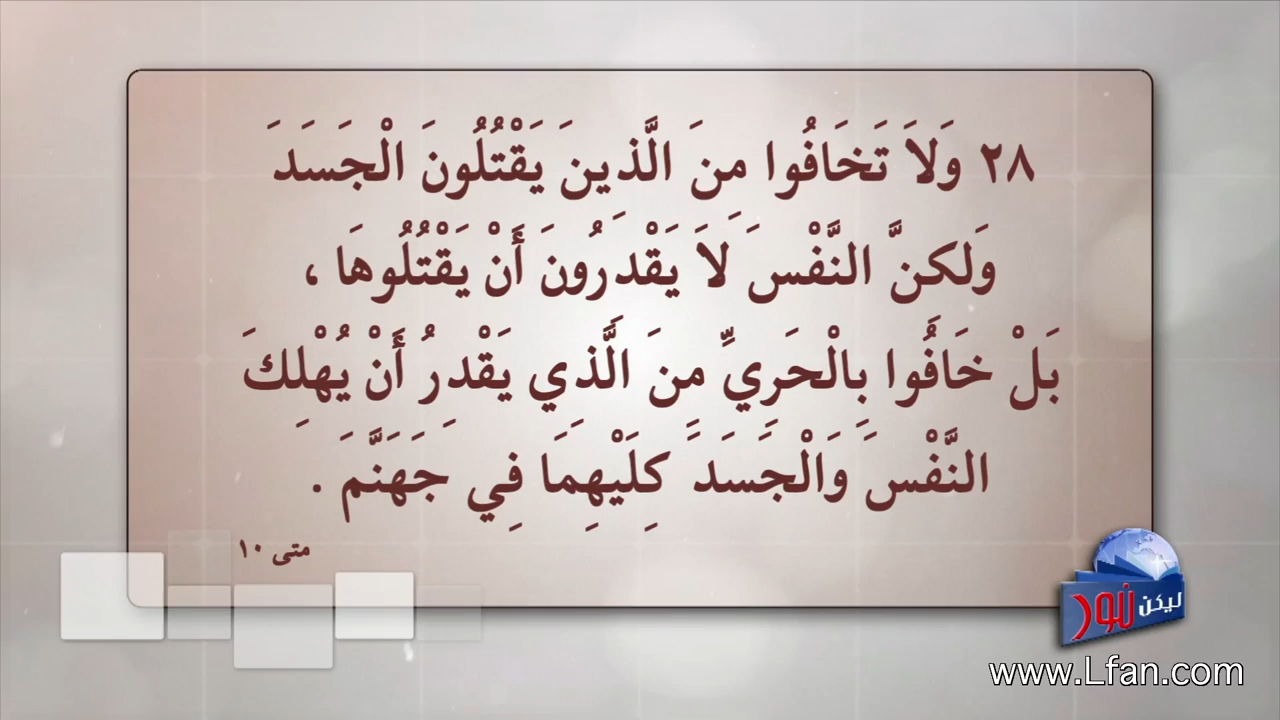 ٢٨ وَلاَ تَخَافُوا مِنَ الَّذِينَ يَقْتُلُونَ الْجَسَدَ
وَلَكِنَّ النَّفْسَ لاَ يَقْدِرُونَ أَنْ يَقْتُلُوهَا ،
بَلْ خَافُوا بِالْحَرِيِّ مِنَ الَّذِي يَقْدِرُ أَنْ يُهْلِكَ
النَّفْسَ وَالْجَسَدَ كِلَيْهِمَا فِي جَهَنَّمَ .
متى ١٠
ليكن نور
www.Lfan.com